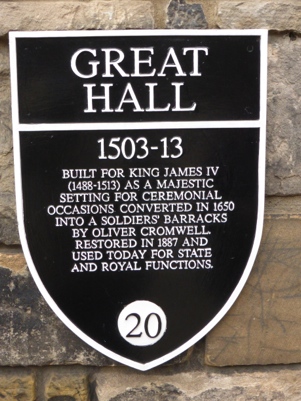 GREAT
HALL
1503-13
BUILT FOR KING JAMES IV
(1488-1513) AS A MAJESTIC
SETTING FOR CEREMONIAL
OCCASIONS CONVERTED IN 1650
INTO A SOLDIERS' BARRACKS
BY OLIVER CROMWELL.
RESTORED IN 1887 AND
USED TODAY FOR STATE
AND ROYAL FUNCTIONS.
20